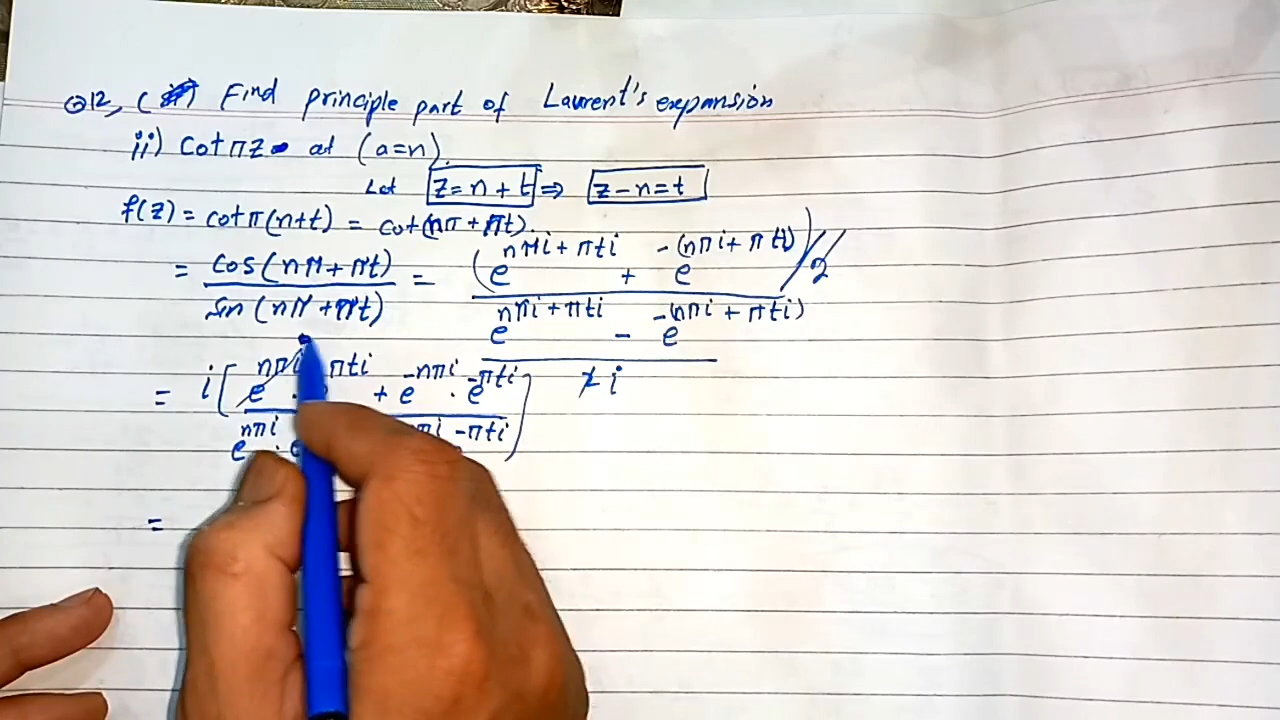 Q12, (ii) Find principle part of Laurent's expansion
ii) Cot πz at (a=n).
Let z=n+t ⇒ z-n=t
f(z) = cot π(n+t) = cot(nπ+πt).
= cos(nπ+πt) / sin(nπ+πt) = (e^{nπi+πti} + e^{-(nπi+πti)})/2 / (e^{nπi+πti} - e^{-(nπi+πti)}) / 2i
= i[ e^{nπi} · e^{πti} + e^{-nπi} · e^{-πti} / e^{nπi} · e
=